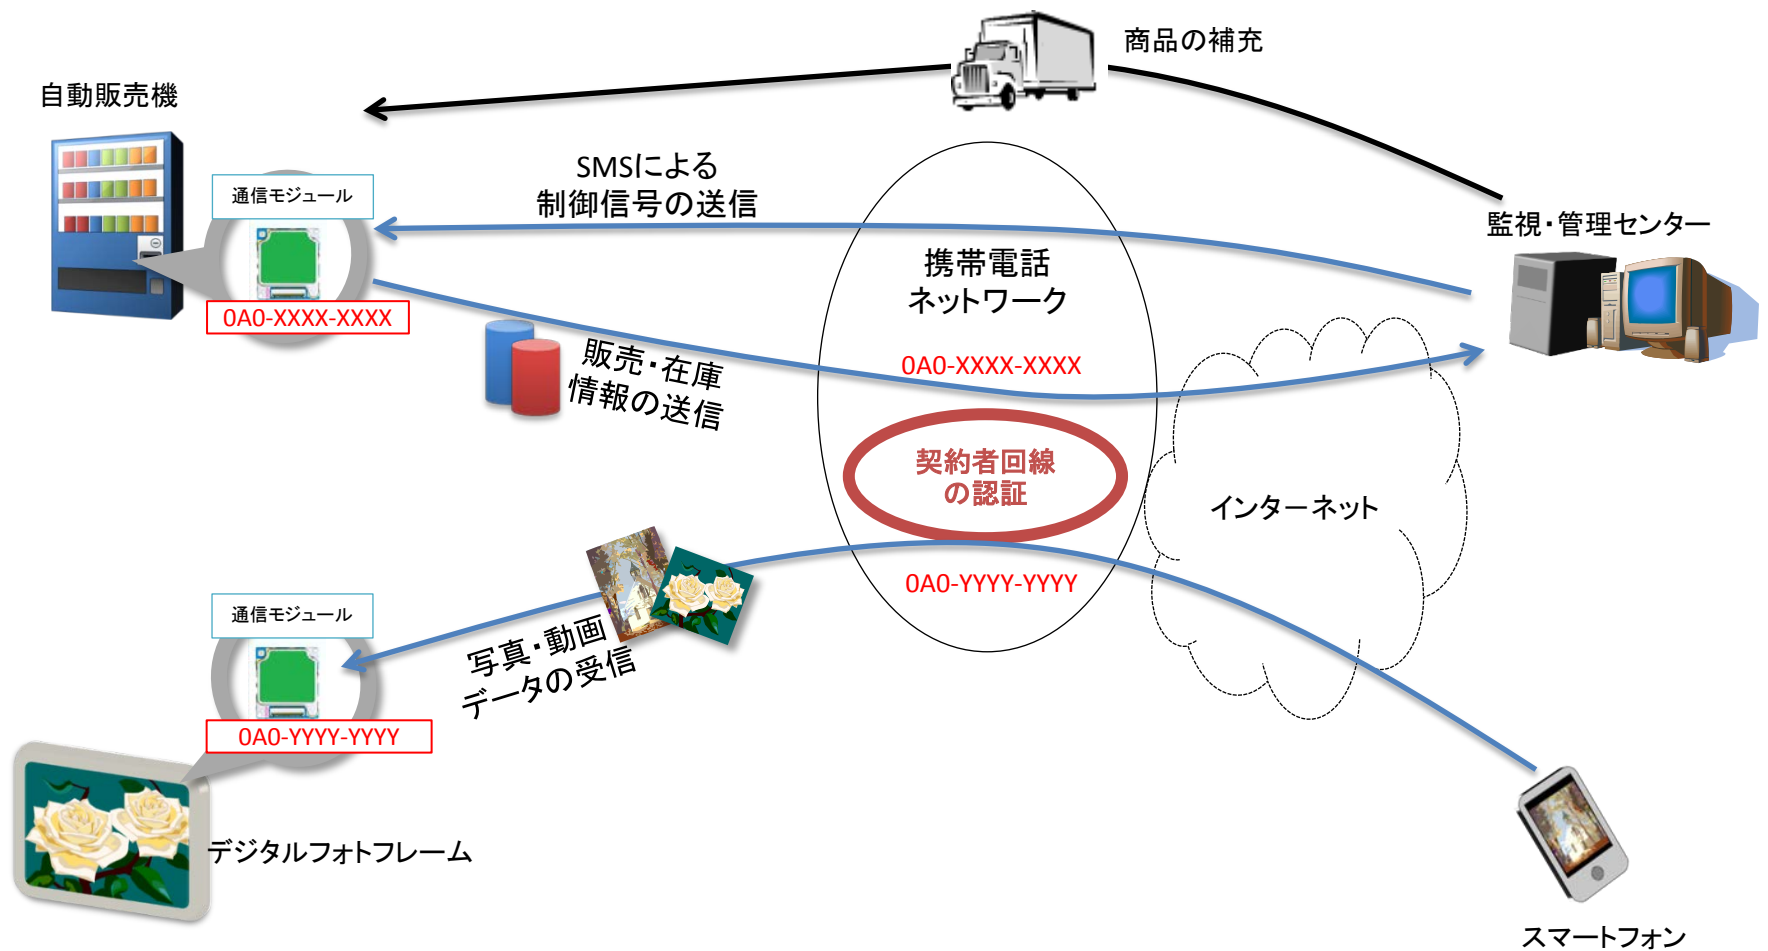 商品の補充
自動販売機
SMSによる
制御信号の送信
通信モジュール
監視・管理センター
携帯電話
ネットワーク
0A0-XXXX-XXXX
販売・在庫
情報の送信
0A0-XXXX-XXXX
契約者回線
の認証
インターネット
0A0-YYYY-YYYY
通信モジュール
写真・動画
データの受信
0A0-YYYY-YYYY
デジタルフォトフレーム
スマートフォン